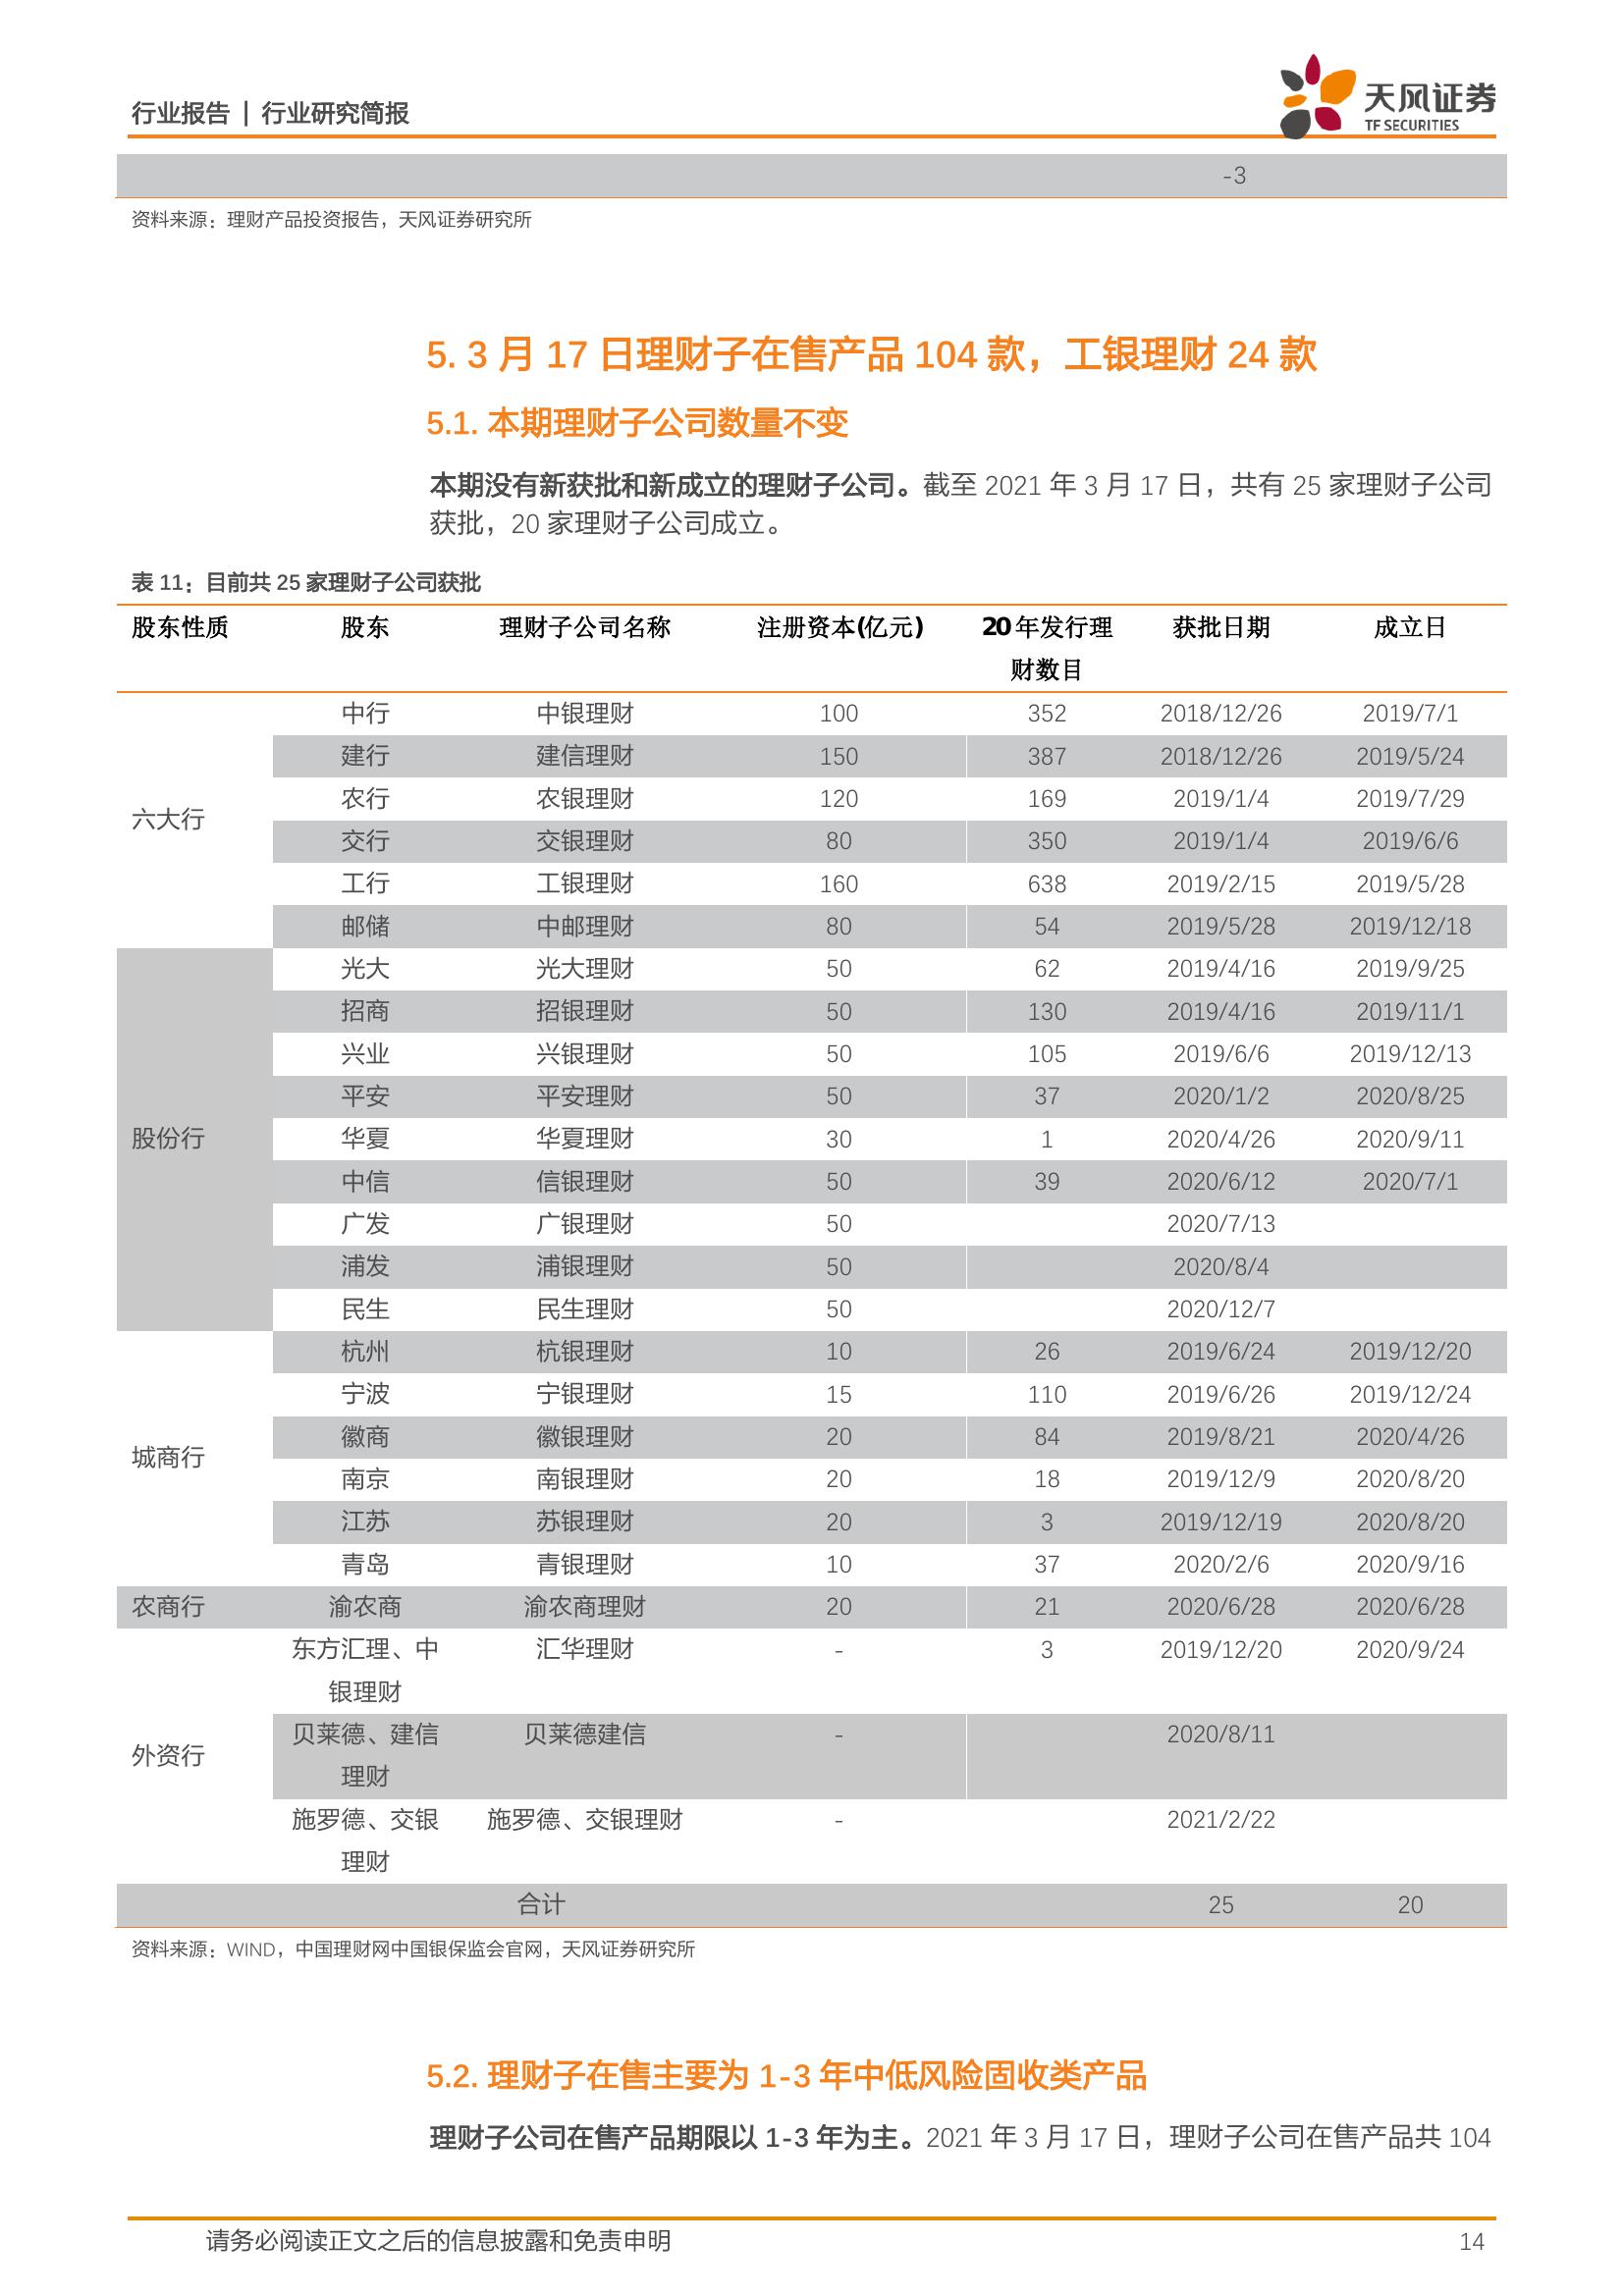 行业报告 | 行业研究简报
天风证券
TF SECURITIES
-3
资料来源：理财产品投资报告，天风证券研究所
5. 3 月 17 日理财子在售产品 104 款，工银理财 24 款
5.1. 本期理财子公司数量不变
本期没有新获批和新成立的理财子公司。截至 2021 年 3 月 17 日，共有 25 家理财子公司
获批，20 家理财子公司成立。
表 11：目前共 25 家理财子公司获批
股东性质 股东 理财子公司名称 注册资本(亿元) 20 年发行理 获批日期 成立日
财数目
中行 中银理财 100 352 2018/12/26 2019/7/1
建行 建信理财 150 387 2018/12/26 2019/5/24
农行 农银理财 120 169 2019/1/4 2019/7/29
六大行
交行 交银理财 80 350 2019/1/4 2019/6/6
工行 工银理财 160 638 2019/2/15 2019/5/28
邮储 中邮理财 80 54 2019/5/28 2019/12/18
光大 光大理财 50 62 2019/4/16 2019/9/25
招商 招银理财 50 130 2019/4/16 2019/11/1
兴业 兴银理财 50 105 2019/6/6 2019/12/13
平安 平安理财 50 37 2020/1/2 2020/8/25
股份行 华夏 华夏理财 30 1 2020/4/26 2020/9/11
中信 信银理财 50 39 2020/6/12 2020/7/1
广发 广银理财 50 2020/7/13
浦发 浦银理财 50 2020/8/4
民生 民生理财 50 2020/12/7
杭州 杭银理财 10 26 2019/6/24 2019/12/20
宁波 宁银理财 15 110 2019/6/26 2019/12/24
徽商 徽银理财 20 84 2019/8/21 2020/4/26
城商行
南京 南银理财 20 18 2019/12/9 2020/8/20
江苏 苏银理财 20 3 2019/12/19 2020/8/20
青岛 青银理财 10 37 2020/2/6 2020/9/16
农商行 渝农商 渝农商理财 20 21 2020/6/28 2020/6/28
东方汇理、中 汇华理财 - 3 2019/12/20 2020/9/24
银理财
贝莱德、建信 贝莱德建信 - 2020/8/11
外资行
理财
施罗德、交银 施罗德、交银理财 - 2021/2/22
理财
合计 25 20
资料来源：WIND，中国理财网中国银保监会官网，天风证券研究所
5.2. 理财子在售主要为 1-3 年中低风险固收类产品
理财子公司在售产品期限以 1-3 年为主。2021 年 3 月 17 日，理财子公司在售产品共 104
请务必阅读正文之后的信息披露和免责申明 14